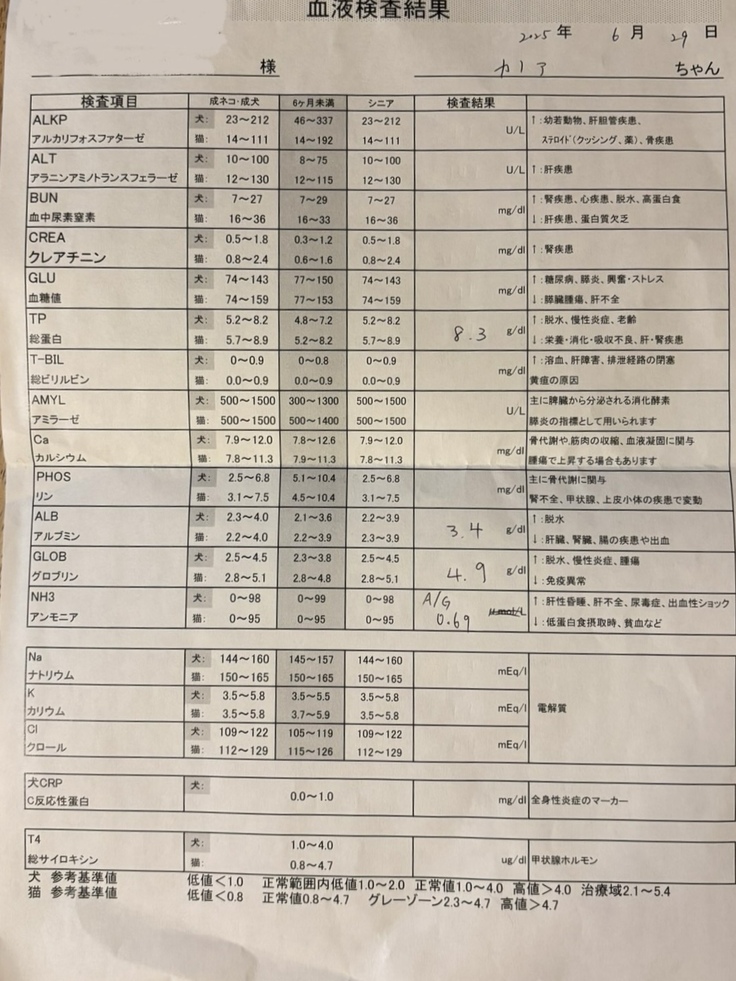 血液検査結果
2025年 6月 29日
様 カノア ちゃん
検査項目 成ネコ・成犬 6ヶ月未満 シニア 検査結果
ALKP 犬: 23～212 46～337 23～212 U/L ↑:幼若動物、肝胆管疾患、
アルカリフォスファターゼ 猫: 14～111 14～192 14～111 ステロイド(クッシング、薬)、骨疾患
ALT 犬: 10～100 8～75 10～100 U/L ↑:肝疾患
アラニンアミノトランスフェラーゼ 猫: 12～130 12～115 12～130
BUN 犬: 7～27 7～29 7～27 mg/dl ↑:腎疾患、心疾患、脱水、高蛋白食
血中尿素窒素 猫: 16～36 16～33 16～36 ↓:肝疾患、蛋白質欠乏
CREA 犬: 0.5～1.8 0.3～1.2 0.5～1.8 mg/dl ↑:腎疾患
クレアチニン 猫: 0.8～2.4 0.6～1.6 0.8～2.4
GLU 犬: 74～143 77～150 74～143 mg/dl ↑:糖尿病、膵炎、興奮・ストレス
血糖値 猫: 74～159 77～153 74～159 ↓:膵臓腫瘍、肝不全
TP 犬: 5.2～8.2 4.8～7.2 5.2～8.2 8.3 g/dl ↑:脱水、慢性炎症、老齢
総蛋白 猫: 5.7～8.9 5.2～8.2 5.7～8.9 ↓:栄養・消化・吸収不良、肝・腎疾患
T-BIL 犬: 0～0.9 0～0.8 0～0.9 mg/dl ↑:溶血、肝障害、排泄経路の閉塞
総ビリルビン 猫: 0.0～0.9 0.0～0.9 0.0～0.9 黄疸の原因
AMYL 犬: 500～1500 300～1300 500～1500 U/L 主に脾臓から分泌される消化酵素
アミラーゼ 猫: 500～1500 500～1400 500～1500 膵炎の指標として用いられます
Ca 犬: 7.9～12.0 7.8～12.6 7.9～12.0 mg/dl 骨代謝や,筋肉の収縮、血液凝固に関与
カルシウム 猫: 7.8～11.3 7.9～11.3 7.8～11.3 腫瘍で上昇する場合もあります
PHOS 犬: 2.5～6.8 5.1～10.4 2.5～6.8 mg/dl 主に骨代謝に関与
リン 猫: 3.1～7.5 4.5～10.4 3.1～7.5 腎不全、甲状腺、上皮小体の疾患で変動
ALB 犬: 2.3～4.0 2.1～3.6 2.2～3.9 3.4 g/dl ↑:脱水
アルブミン 猫: 2.2～4.0 2.2～3.9 2.3～3.9 ↓:肝臓、腎臓、腸の疾患や出血
GLOB 犬: 2.5～4.5 2.3～3.8 2.5～4.5 4.9 g/dl ↑:脱水、慢性炎症、腫瘍
グロブリン 猫: 2.8～5.1 2.8～4.8 2.8～5.1 ↓:免疫異常
NH3 犬: 0～98 0～99 0～98 A/G μmol/L ↑:肝性昏睡、肝不全、尿毒症、出血性ショック
アンモニア 猫: 0～95 0～95 0～95 0.69 ↓:低蛋白食摂取時、貧血など
Na 犬: 144～160 145～157 144～160 mEq/l
ナトリウム 猫: 150～165 150～165 150～165
K 犬: 3.5～5.8 3.5～5.5 3.5～5.8 mEq/l 電解質
カリウム 猫: 3.5～5.8 3.7～5.9 3.5～5.8
Cl 犬: 109～122 105～119 109～122 mEq/l
クロール 猫: 112～129 115～126 112～129
犬CRP 犬: 0.0～1.0 mg/dl 全身性炎症のマーカー
C反応性蛋白
T4 犬: 1.0～4.0 ug/dl 甲状腺ホルモン
総サイロキシン 猫: 0.8～4.7
犬 参考基準値 低値＜1.0 正常範囲内低値1.0～2.0 正常値1.0～4.0 高値＞4.0 治療域2.1～5.4
猫 参考基準値 低値＜0.8 正常値0.8～4.7 グレーゾーン2.3～4.7 高値＞4.7